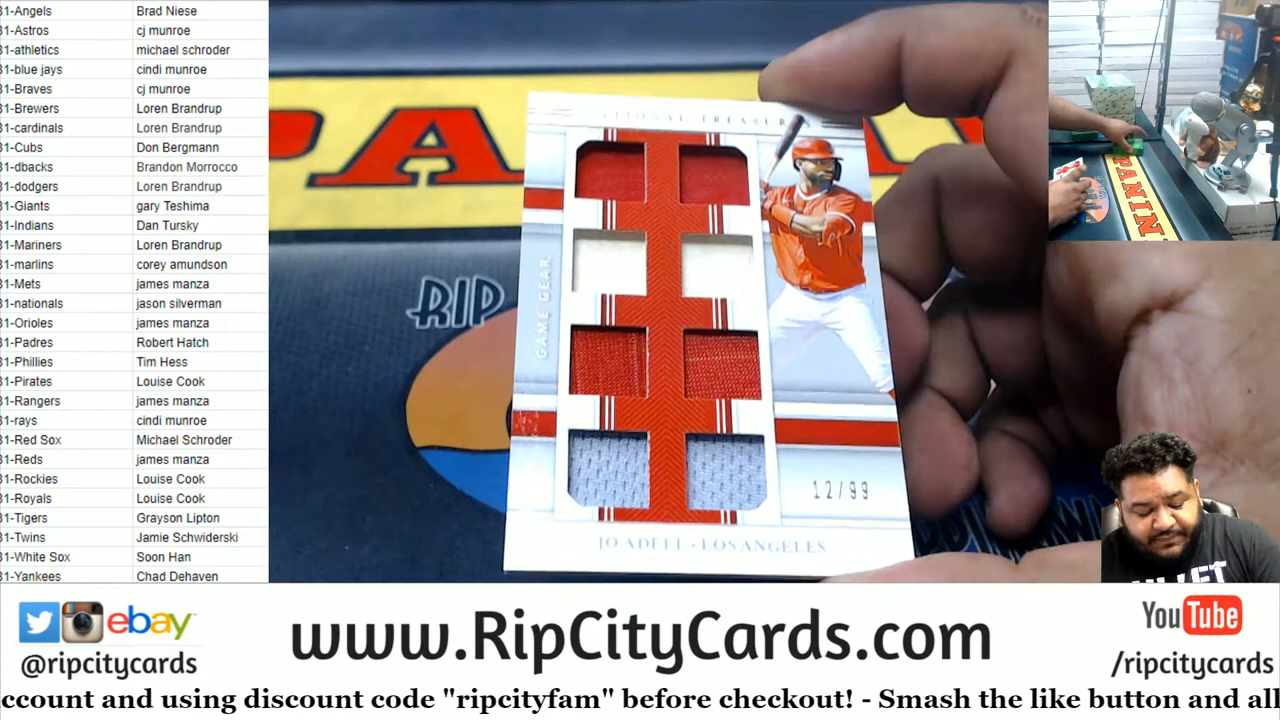 31-Angels Brad Niese
31-Astros cj munroe
31-athletics michael schroder
31-blue jays cindi munroe
31-Braves cj munroe
31-Brewers Loren Brandrup
31-cardinals Loren Brandrup
31-Cubs Don Bergmann
31-dbacks Brandon Morrocco
31-dodgers Loren Brandrup
31-Giants gary Teshima
31-Indians Dan Tursky
31-Mariners Loren Brandrup
31-marlins corey amundson
31-Mets james manza
31-nationals jason silverman
31-Orioles james manza
31-Padres Robert Hatch
31-Phillies Tim Hess
31-Pirates Louise Cook
31-Rangers james manza
31-rays cindi munroe
31-Red Sox Michael Schroder
31-Reds james manza
31-Rockies Louise Cook
31-Royals Louise Cook
31-Tigers Grayson Lipton
31-Twins Jamie Schwiderski
31-White Sox Soon Han
31-Yankees Chad Dehaven
PA
RIP
GAME GEAR
12/99
JO ADELL · LOS ANGELES
PANIN
ebay
@ripcitycards
www.RipCityCards.com
YouTube
/ripcitycards
ccount and using discount code "ripcityfam" before checkout! - Smash the like button and all